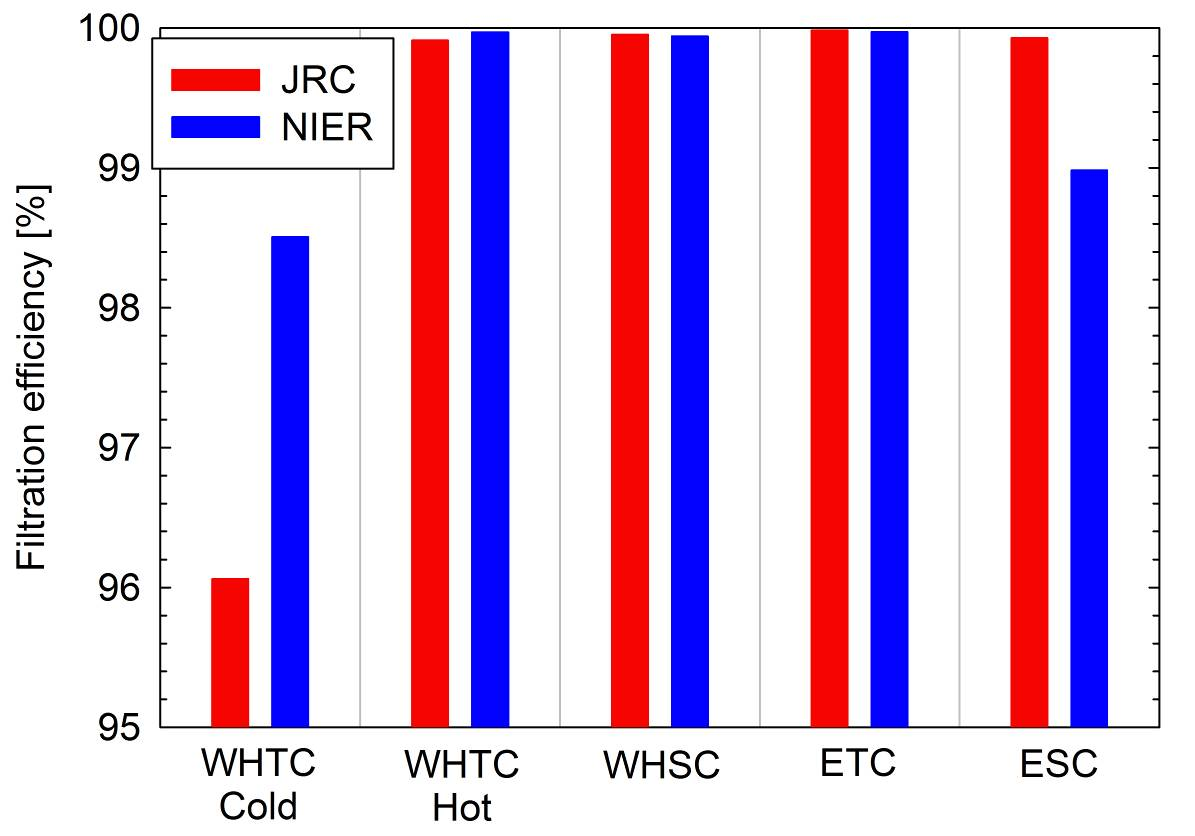 Filtration efficiency [%]
100
99
98
97
96
95
JRC
NIER
WHTC
Cold
WHTC
Hot
WHSC
ETC
ESC